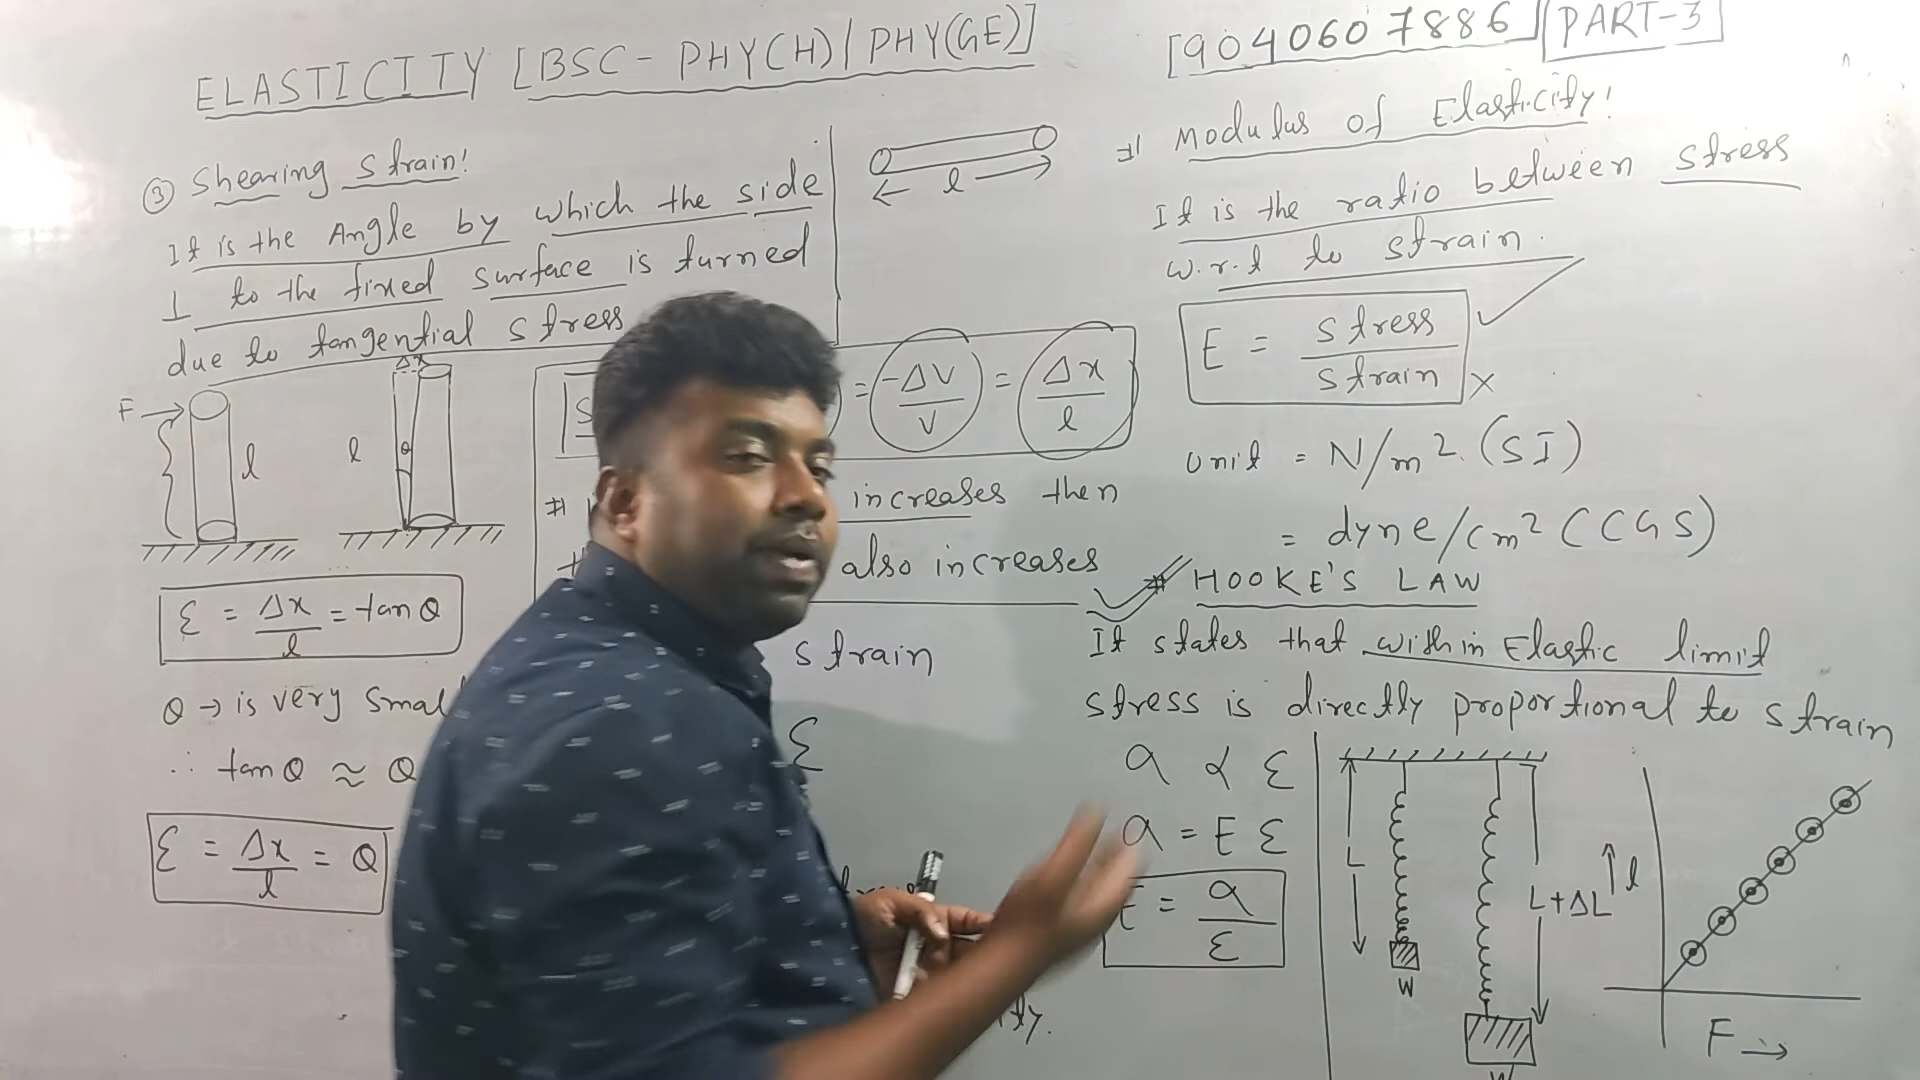 ELASTICITY [BSC - PHY(H) / PHY(GE)]
[9040607886] [PART-3]
③ Shearing strain!
It is the Angle by which the side
⊥ to the fixed surface is turned
due to tangential stress
F →
l
l
Δx
θ
ε = Δx/l = tan θ
θ → is very small
∴ tan θ ≈ θ
ε = Δx/l = θ
← l →
= -ΔV/V = Δx/l
#
increases then
also increases
strain
ε
# Modulus of Elasticity!
It is the ratio between stress
w.r.t to strain.
E = stress/strain
unit = N/m². (SI)
= dyne/cm² (CGS)
# HOOKE'S LAW
It states that within Elastic limit
stress is directly proportional to strain
a ∝ ε
a = E ε
E = a/ε
L
W
L+ΔL
W
↑ l
F →